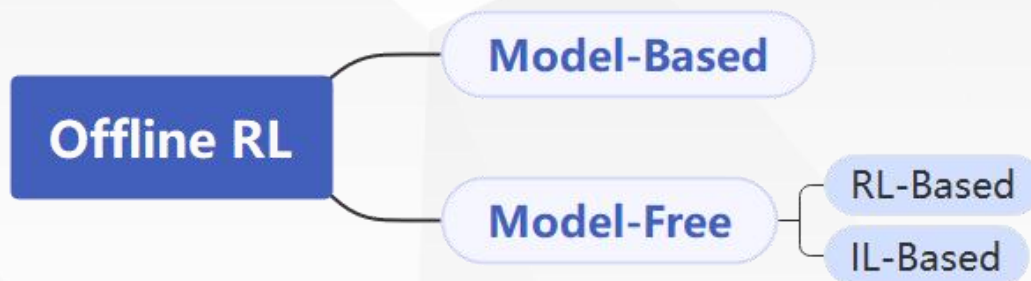 Offline RL
Model-Based
Model-Free
RL-Based
IL-Based